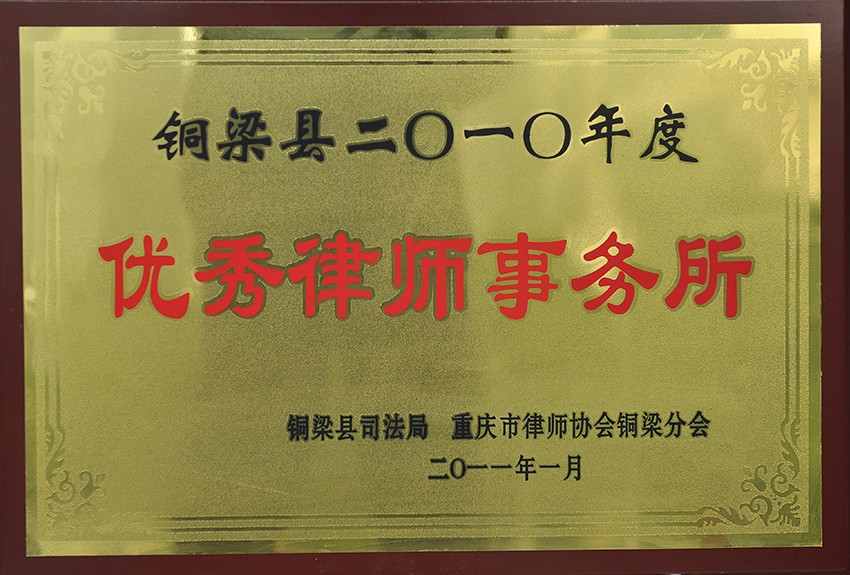 铜梁县二〇一〇年度
优秀律师事务所
铜梁县司法局 重庆市律师协会铜梁分会
二〇一一年一月